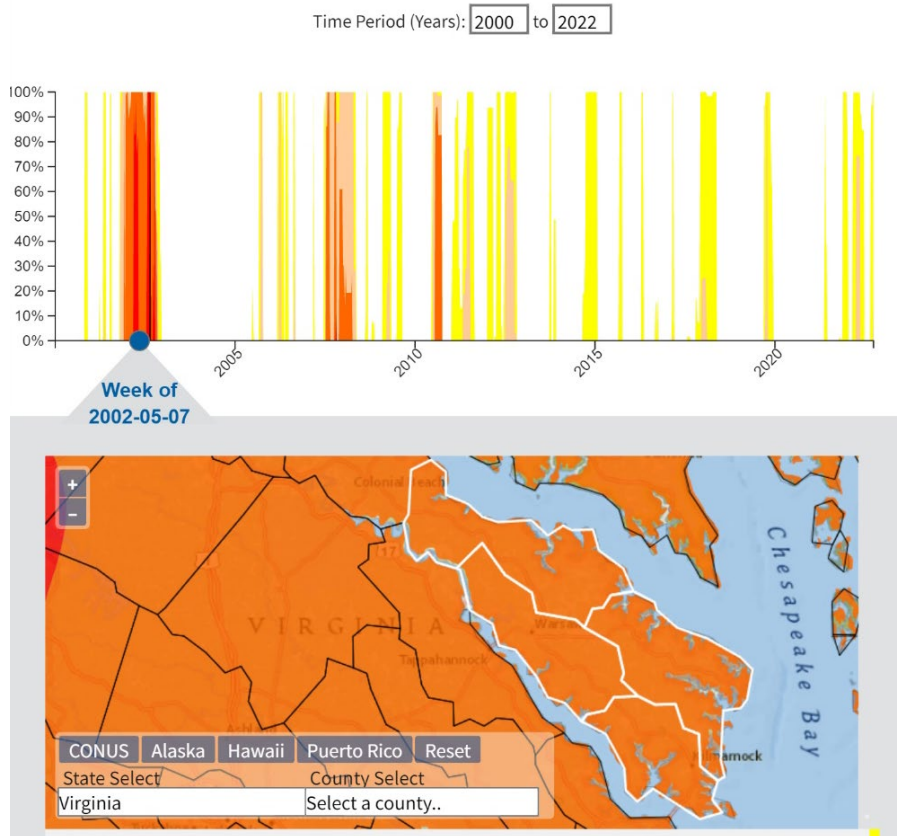 Time Period (Years): 2000 to 2022
100%
90%
80%
70%
60%
50%
40%
30%
20%
10%
0%
2005
2010
2015
2020
Week of
2002-05-07
+
−
Colonial Beach
17
Chesapeake Bay
VIRGINIA
Tappahannock
CONUS Alaska Hawaii Puerto Rico Reset
State Select County Select
Virginia Select a county..